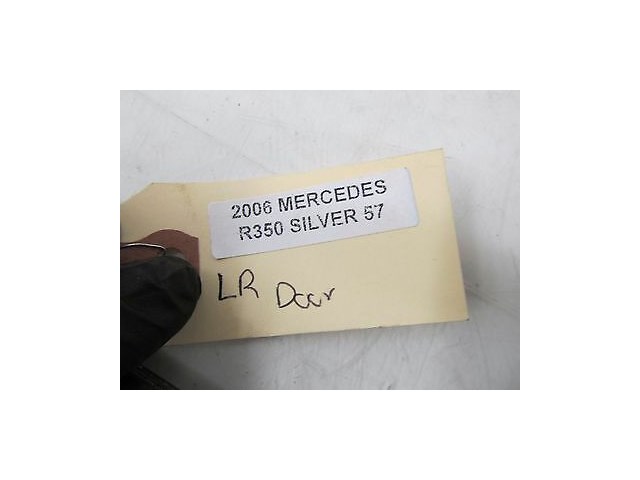 2006 MERCEDES
R350 SILVER 57
LR Door